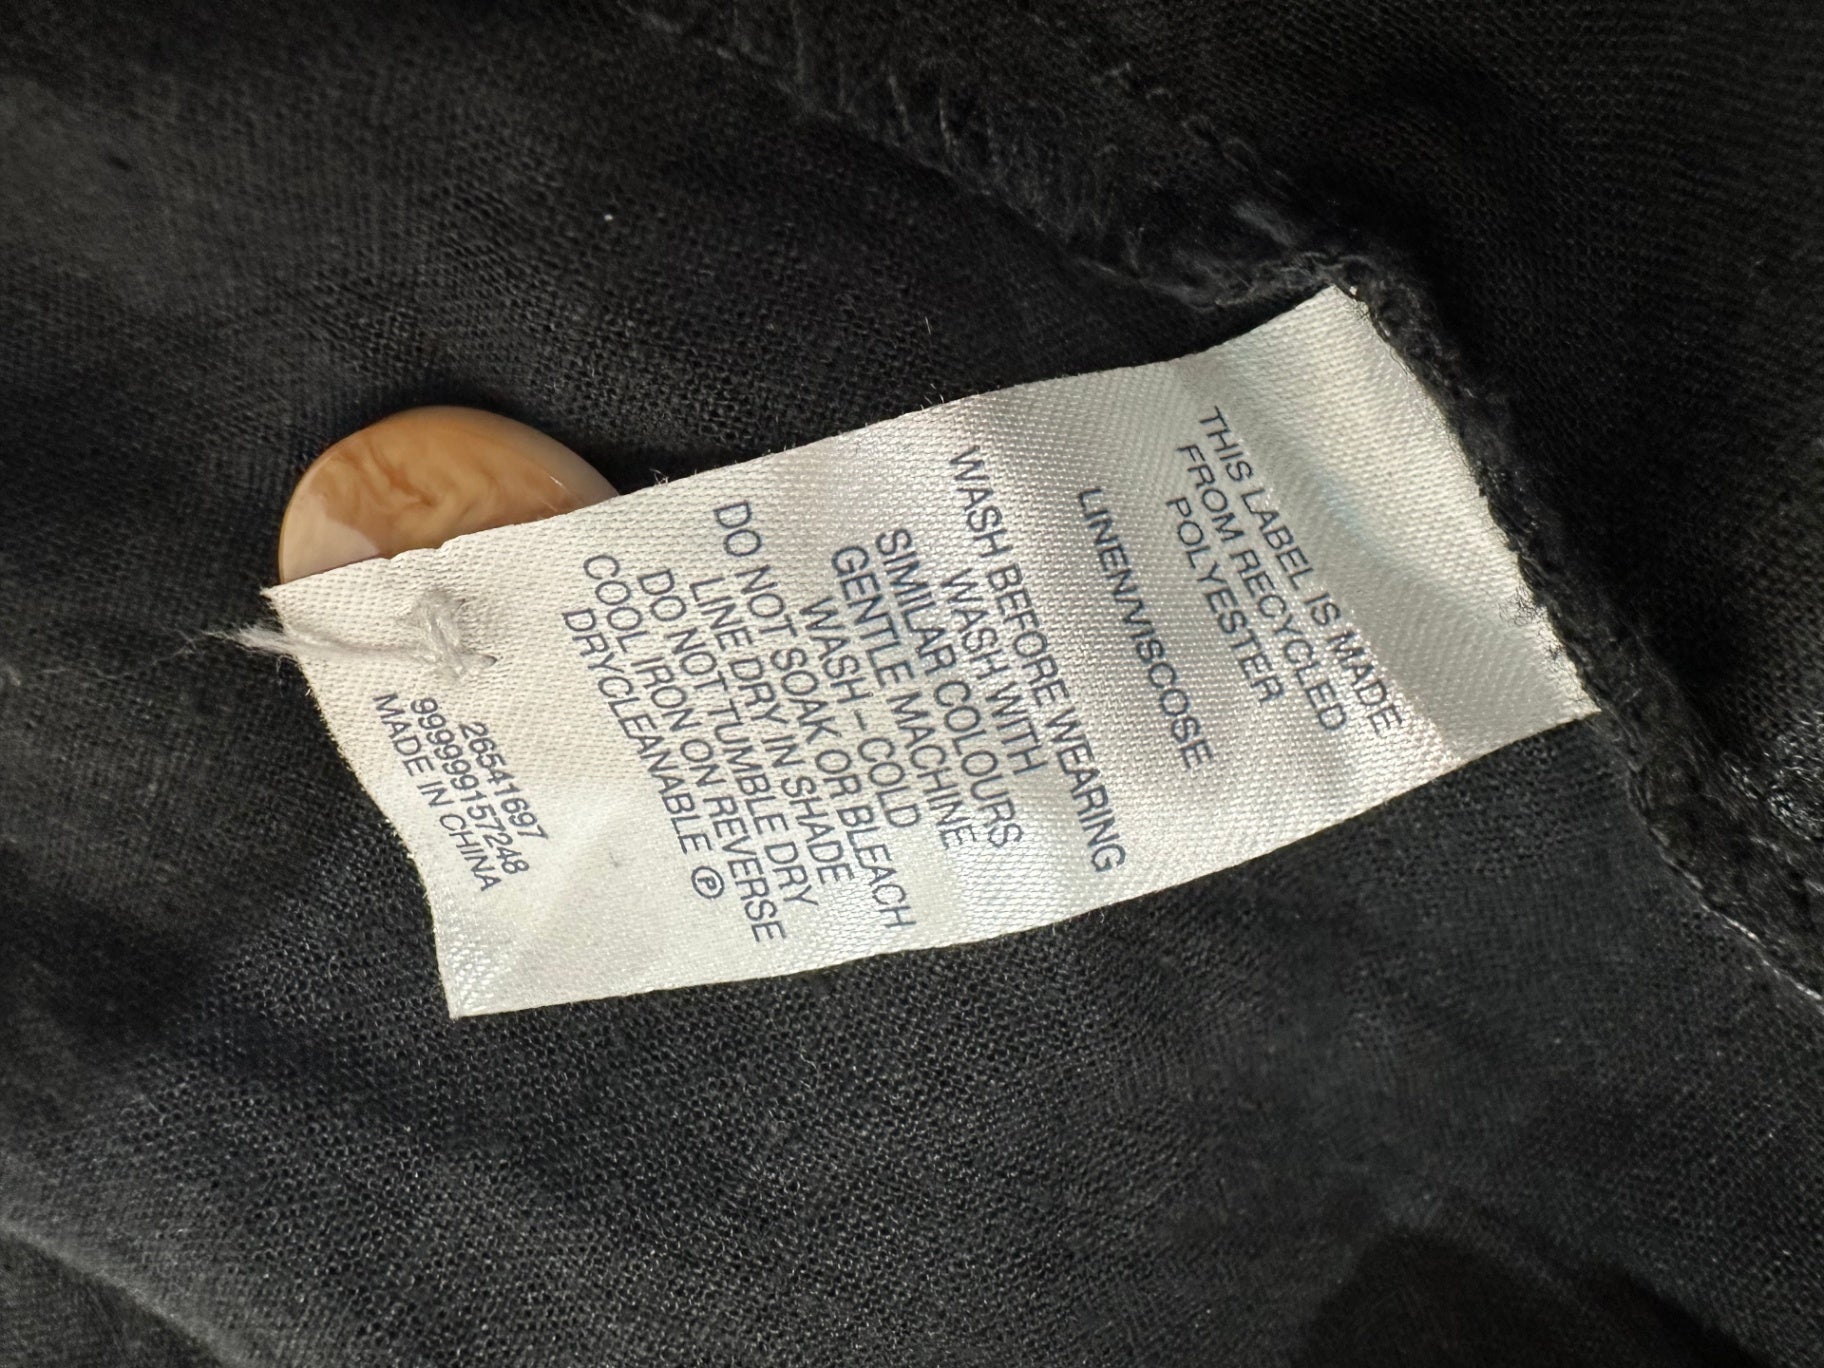 THIS LABEL IS MADE
FROM RECYCLED
POLYESTER
LINEN/VISCOSE
WASH BEFORE WEARING
WASH WITH
SIMILAR COLOURS
GENTLE MACHINE
WASH – COLD
DO NOT SOAK OR BLEACH
LINE DRY IN SHADE
DO NOT TUMBLE DRY
COOL IRON ON REVERSE
DRYCLEANABLE Ⓟ
26541697
9999999157248
MADE IN CHINA